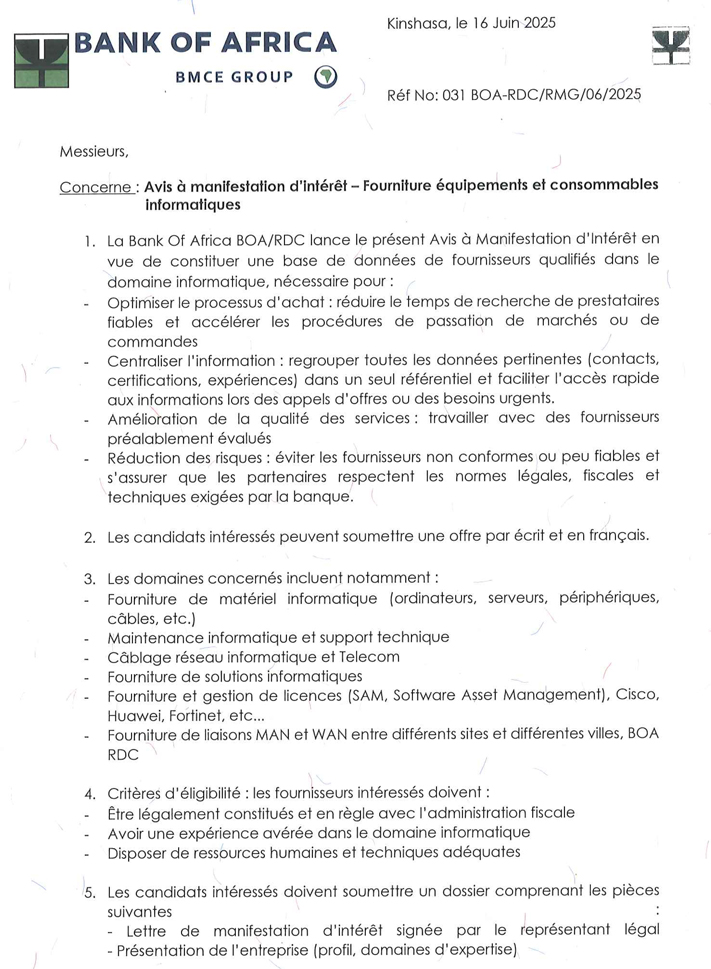 BANK OF AFRICA
BMCE GROUP
Kinshasa, le 16 Juin 2025
Réf No: 031 BOA-RDC/RMG/06/2025
Messieurs,
Concerne : Avis à manifestation d'intérêt – Fourniture équipements et consommables
informatiques
1. La Bank Of Africa BOA/RDC lance le présent Avis à Manifestation d'Intérêt en
vue de constituer une base de données de fournisseurs qualifiés dans le
domaine informatique, nécessaire pour :
- Optimiser le processus d'achat : réduire le temps de recherche de prestataires
fiables et accélérer les procédures de passation de marchés ou de
commandes
- Centraliser l'information : regrouper toutes les données pertinentes (contacts,
certifications, expériences) dans un seul référentiel et faciliter l'accès rapide
aux informations lors des appels d'offres ou des besoins urgents.
- Amélioration de la qualité des services : travailler avec des fournisseurs
préalablement évalués
- Réduction des risques : éviter les fournisseurs non conformes ou peu fiables et
s'assurer que les partenaires respectent les normes légales, fiscales et
techniques exigées par la banque.
2. Les candidats intéressés peuvent soumettre une offre par écrit et en français.
3. Les domaines concernés incluent notamment :
- Fourniture de matériel informatique (ordinateurs, serveurs, périphériques,
câbles, etc.)
- Maintenance informatique et support technique
- Câblage réseau informatique et Telecom
- Fourniture de solutions informatiques
- Fourniture et gestion de licences (SAM, Software Asset Management), Cisco,
Huawei, Fortinet, etc...
- Fourniture de liaisons MAN et WAN entre différents sites et différentes villes, BOA
RDC
4. Critères d'éligibilité : les fournisseurs intéressés doivent :
- Être légalement constitués et en règle avec l'administration fiscale
- Avoir une expérience avérée dans le domaine informatique
- Disposer de ressources humaines et techniques adéquates
5. Les candidats intéressés doivent soumettre un dossier comprenant les pièces
suivantes :
- Lettre de manifestation d'intérêt signée par le représentant légal
- Présentation de l'entreprise (profil, domaines d'expertise)